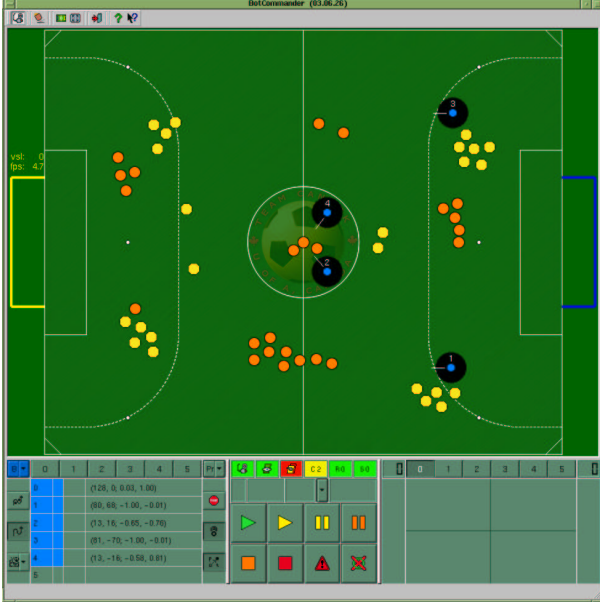 BotCommander (03.06.26)
vsl: 0
fps: 4.7
3
4
2
1
0 1 2 3 4 5 Pr
C 2
0 1 2 3 4 5
0 (128, 0; 0.03, 1.00)
1 (80, 68; -1.00, -0.01)
2 (13, 16; -0.65, -0.76)
3 (81, -70; -1.00, -0.01)
4 (13, -16; -0.58, 0.81)
5